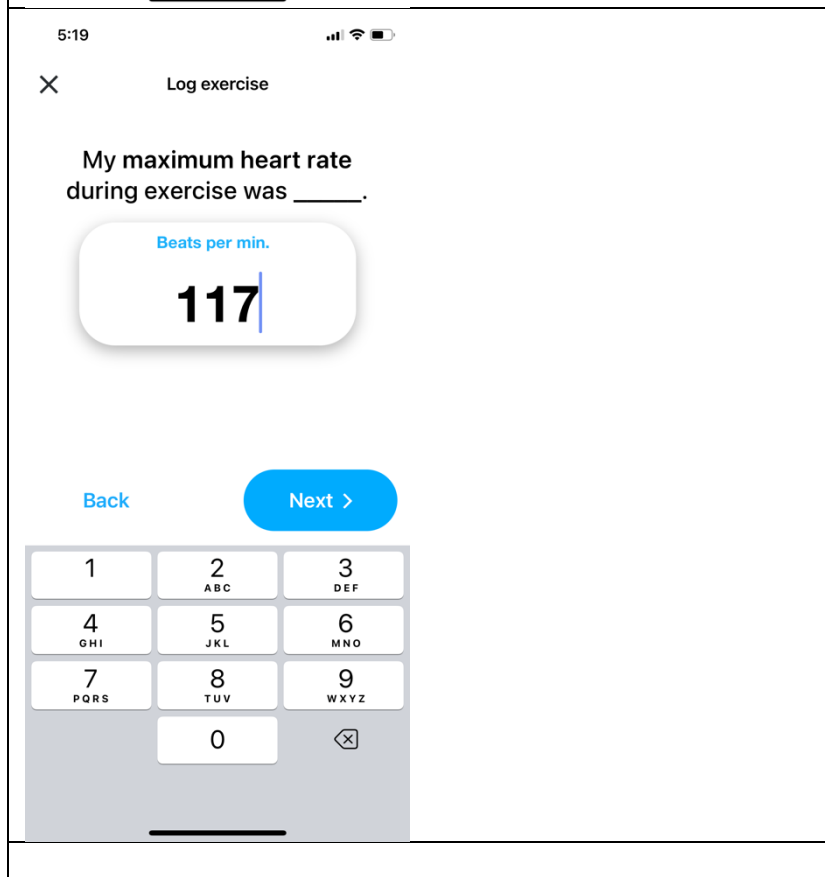 5:19
Log exercise
My maximum heart rate
during exercise was ______.
Beats per min.
117
Back
Next >
1
2
ABC
3
DEF
4
GHI
5
JKL
6
MNO
7
PQRS
8
TUV
9
WXYZ
0